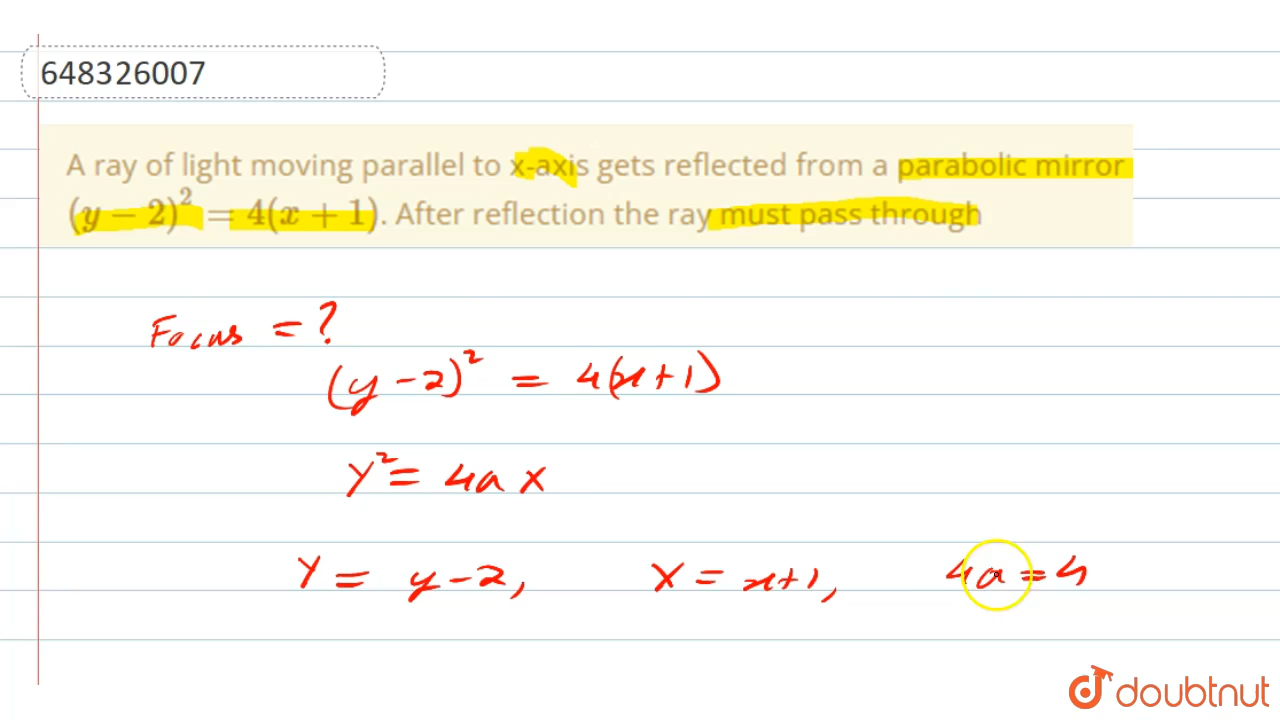 648326007
A ray of light moving parallel to x-axis gets reflected from a parabolic mirror
(y − 2)² = 4(x + 1). After reflection the ray must pass through
Focus = ?
(y − 2)² = 4(x + 1)
Y² = 4a X
Y = y − 2, X = x + 1, 4a = 4
doubtnut